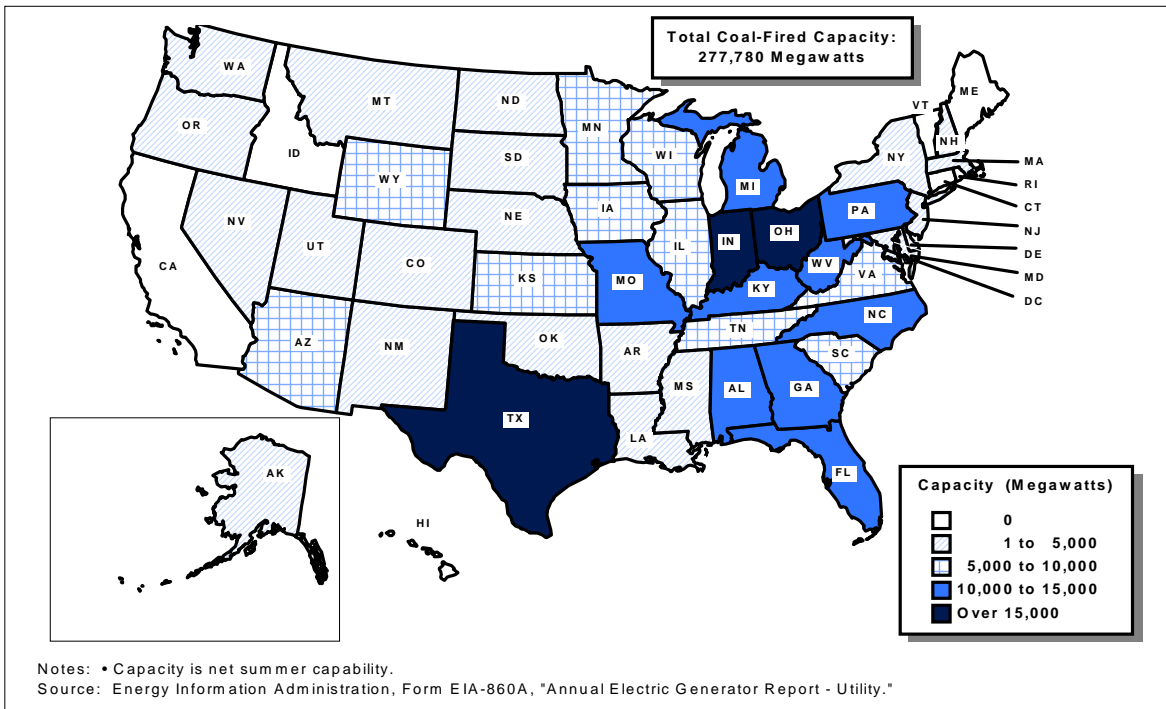 Total Coal-Fired Capacity:
277,780 Megawatts
WA
MT
ND
MN
VT
ME
OR
ID
SD
WI
NY
NH
MA
WY
MI
RI
CT
NV
NE
IA
PA
NJ
UT
IL
IN
OH
DE
CA
CO
KS
MO
WV
VA
MD
KY
DC
AZ
NM
OK
AR
TN
NC
SC
MS
AL
GA
TX
LA
FL
AK
HI
Capacity (Megawatts)
0
1 to 5,000
5,000 to 10,000
10,000 to 15,000
Over 15,000
Notes: • Capacity is net summer capability.
Source: Energy Information Administration, Form EIA-860A, "Annual Electric Generator Report - Utility."